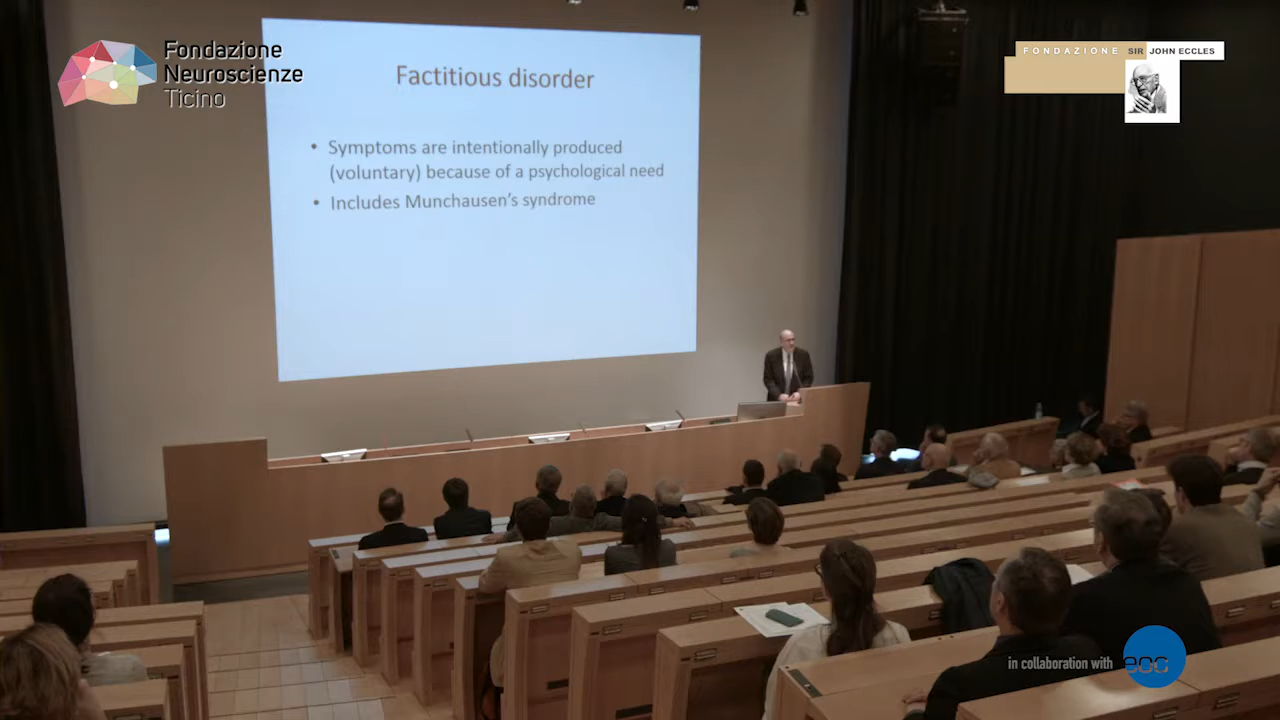 Fondazione
Neuroscienze
Ticino
FONDAZIONE SIR JOHN ECCLES
Factitious disorder
• Symptoms are intentionally produced
(voluntary) because of a psychological need
• Includes Munchausen's syndrome
in collaboration with eoc